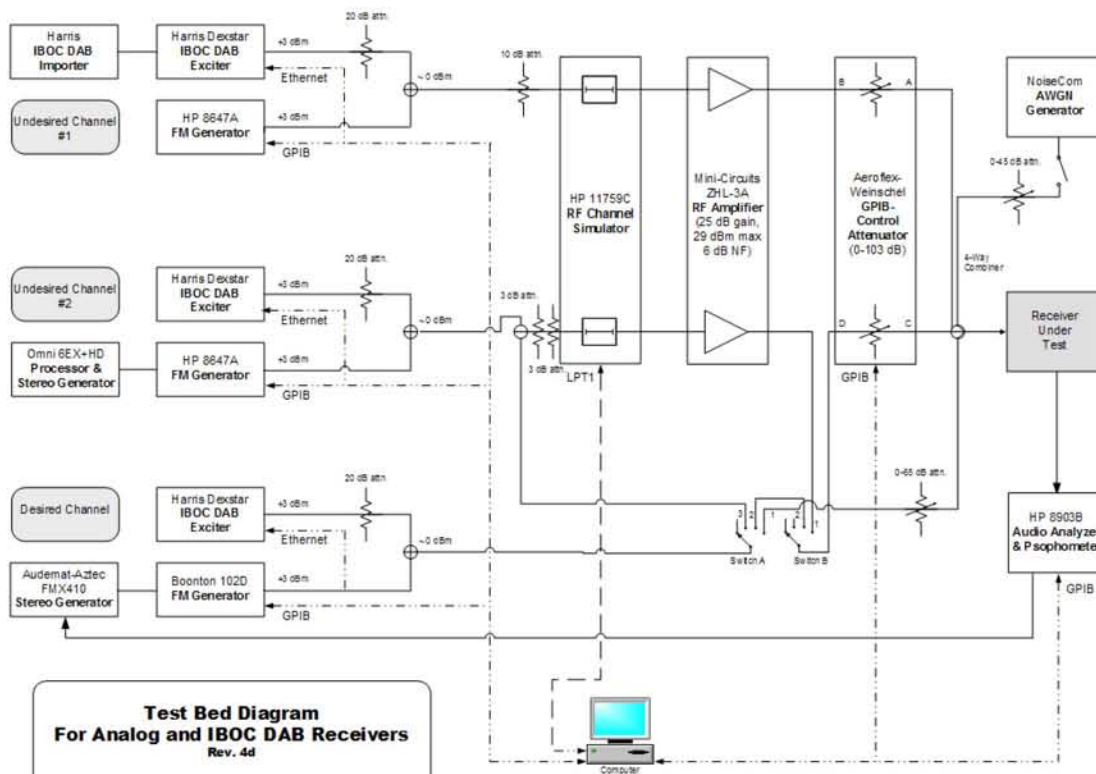 Harris
IBOC DAB
Importer
Harris Dexstar
IBOC DAB
Exciter
+3 dBm
20 dB attn.
Ethernet
~ 0 dBm
Undesired Channel
#1
HP 8647A
FM Generator
+3 dBm
GPIB
10 dB attn.
HP 11759C
RF Channel
Simulator
Mini-Circuits
ZHL-3A
RF Amplifier
(25 dB gain,
29 dBm max
6 dB NF)
B
A
Aeroflex-
Weinschel
GPIB-
Control
Attenuator
(0-103 dB)
NoiseCom
AWGN
Generator
0-45 dB attn.
4-Way
Combiner
Undesired Channel
#2
Harris Dexstar
IBOC DAB
Exciter
+3 dBm
20 dB attn.
Ethernet
~0 dBm
Omni 6EX+HD
Processor &
Stereo Generator
HP 8647A
FM Generator
+3 dBm
GPIB
3 dB attn.
3 dB attn.
LPT1
D
C
GPIB
Receiver
Under
Test
Desired Channel
Harris Dexstar
IBOC DAB
Exciter
+3 dBm
20 dB attn.
Ethernet
~0 dBm
Audemat-Aztec
FMX410
Stereo Generator
Boonton 102D
FM Generator
+3 dBm
GPIB
3
2
1
Switch A
2
1
Switch B
0-65 dB attn.
HP 8903B
Audio Analyzer
& Psophometer
GPIB
Test Bed Diagram
For Analog and IBOC DAB Receivers
Rev. 4d
Computer